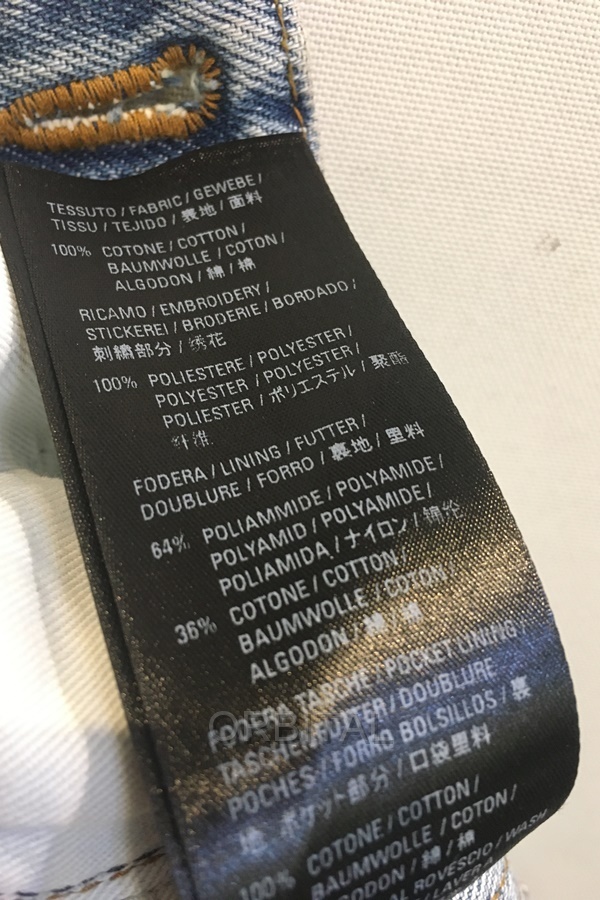 TESSUTO / FABRIC / GEWEBE /
TISSU / TEJIDO / 表地 / 面料
100% COTONE / COTTON /
BAUMWOLLE / COTON /
ALGODON / 綿 / 棉
RICAMO / EMBROIDERY /
STICKEREI / BRODERIE / BORDADO /
刺繍部分 / 绣花
100% POLIESTERE / POLYESTER /
POLYESTER / POLYESTER /
POLIESTER / ポリエステル / 聚酯
纤维
FODERA / LINING / FUTTER /
DOUBLURE / FORRO / 裏地 / 里料
64% POLIAMMIDE / POLYAMIDE /
POLYAMID / POLYAMIDE /
POLIAMIDA / ナイロン / 锦纶
36% COTONE / COTTON /
BAUMWOLLE / COTON /
ALGODON / 綿 / 棉
FODERA TASCHE / POCKET LINING /
TASCHENFUTTER / DOUBLURE
POCHES / FORRO BOLSILLOS / 裏
地 ポケット部分 / 口袋里料
100% COTONE / COTTON /
BAUMWOLLE / COTON /
ALGODON / 綿 / 棉
AL ROVESCIO / WASH